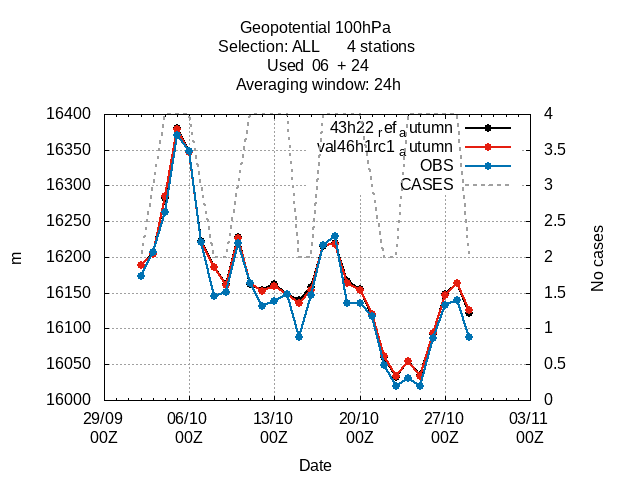 Geopotential 100hPa
Selection: ALL 4 stations
Used 06 + 24
Averaging window: 24h
43h22_ref_autumn
val46h1rc1_autumn
OBS
CASES
16400
16350
16300
16250
16200
16150
16100
16050
16000
m
4
3.5
3
2.5
2
1.5
1
0.5
0
No cases
29/09 06/10 13/10 20/10 27/10 03/11
00Z 00Z 00Z 00Z 00Z 00Z
Date